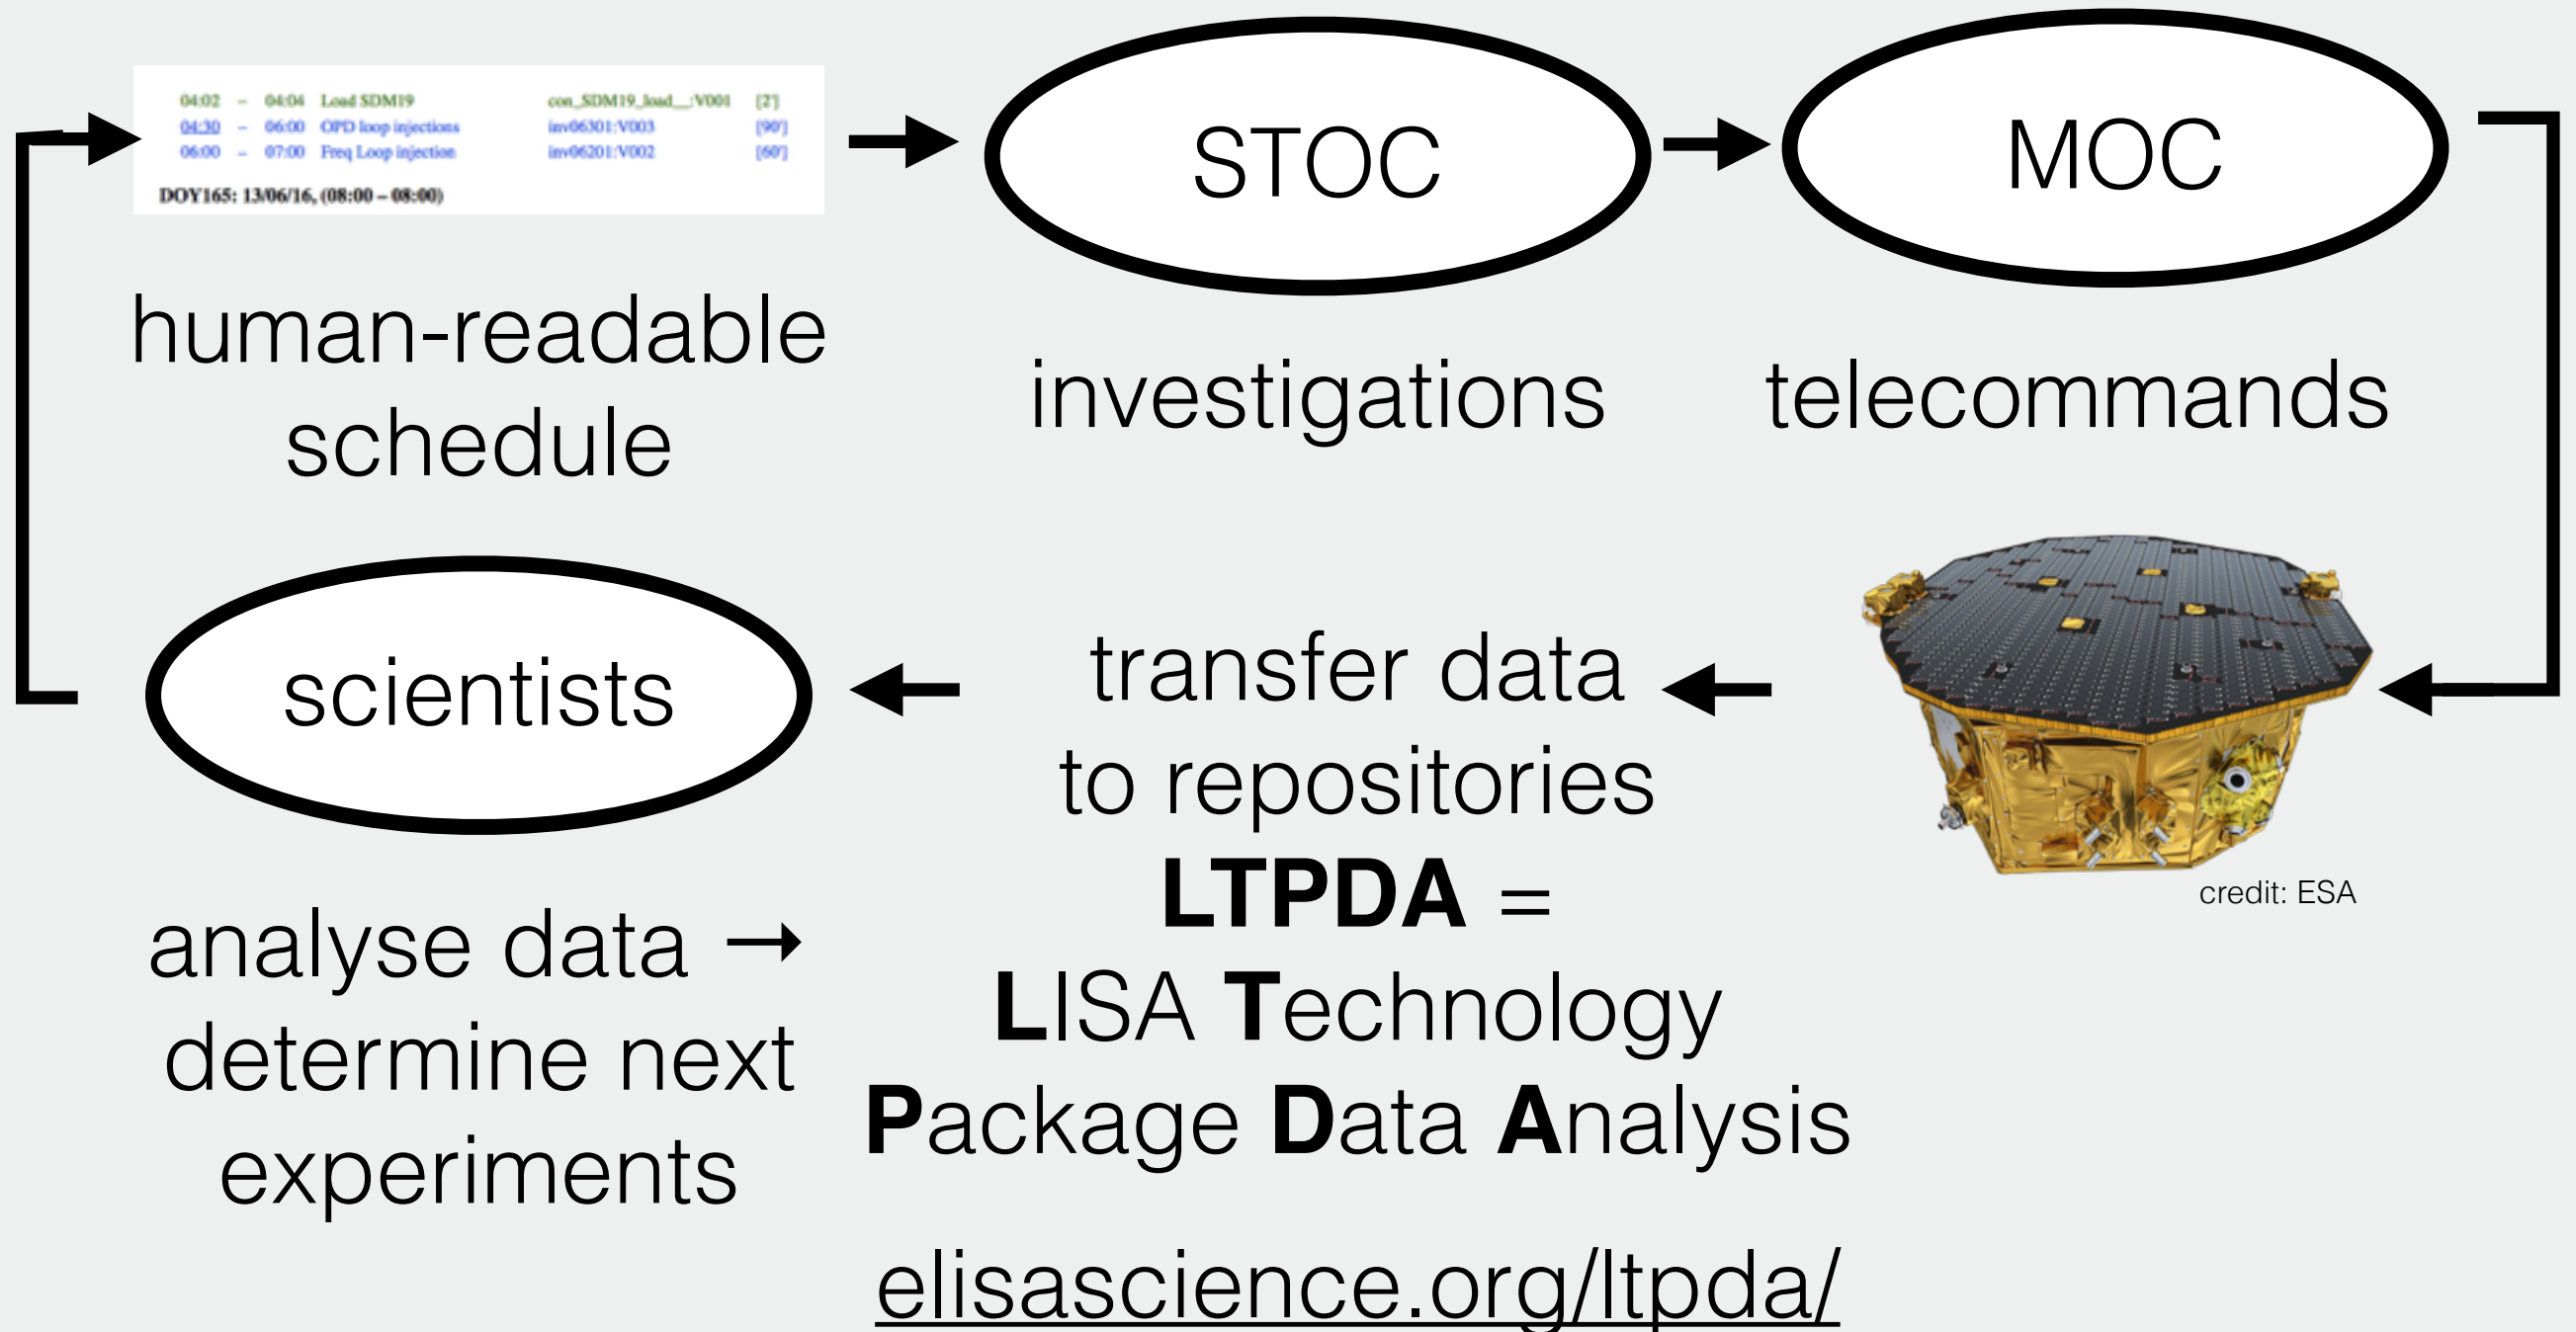 04:02 – 04:04 Load SDM19 con_SDM19_load__:V001 [2']
04:30 – 06:00 OPD loop injections inv06301:V003 [90']
06:00 – 07:00 Freq Loop injection inv06201:V002 [60']
DOY165: 13/06/16, (08:00 – 08:00)
human-readable
schedule
STOC
investigations
MOC
telecommands
credit: ESA
transfer data
to repositories
LTPDA =
LISA Technology
Package Data Analysis
elisascience.org/ltpda/
scientists
analyse data →
determine next
experiments